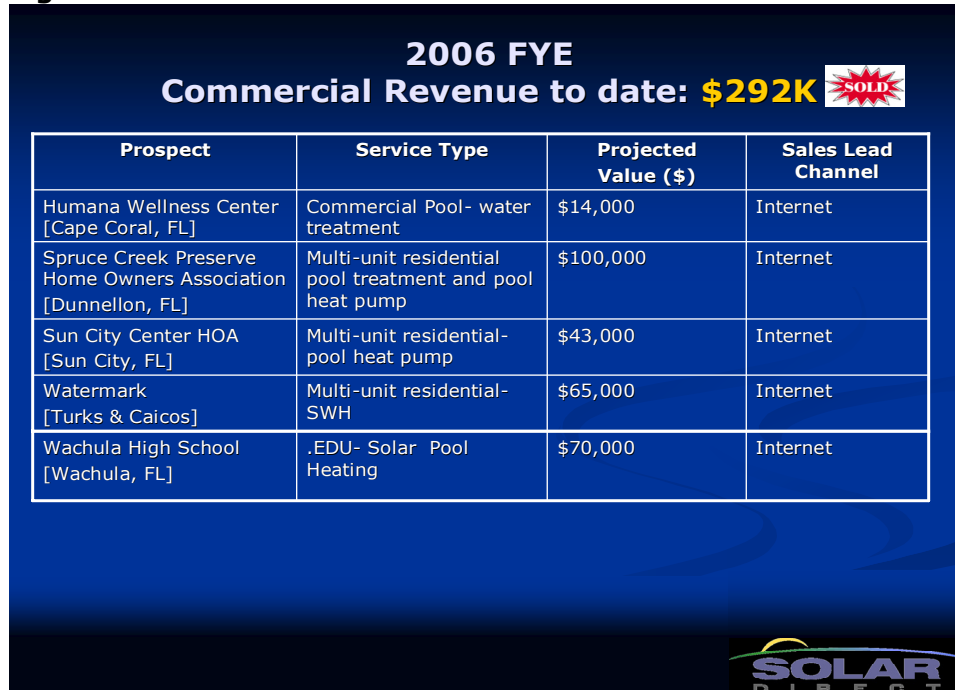 2006 FYE
Commercial Revenue to date: $292K
SOLD
Prospect
Service Type
Projected
Value ($)
Sales Lead
Channel
Humana Wellness Center
[Cape Coral, FL]
Commercial Pool- water
treatment
$14,000
Internet
Spruce Creek Preserve
Home Owners Association
[Dunnellon, FL]
Multi-unit residential
pool treatment and pool
heat pump
$100,000
Internet
Sun City Center HOA
[Sun City, FL]
Multi-unit residential-
pool heat pump
$43,000
Internet
Watermark
[Turks & Caicos]
Multi-unit residential-
SWH
$65,000
Internet
Wachula High School
[Wachula, FL]
.EDU- Solar Pool
Heating
$70,000
Internet
SOLAR
DIRECT